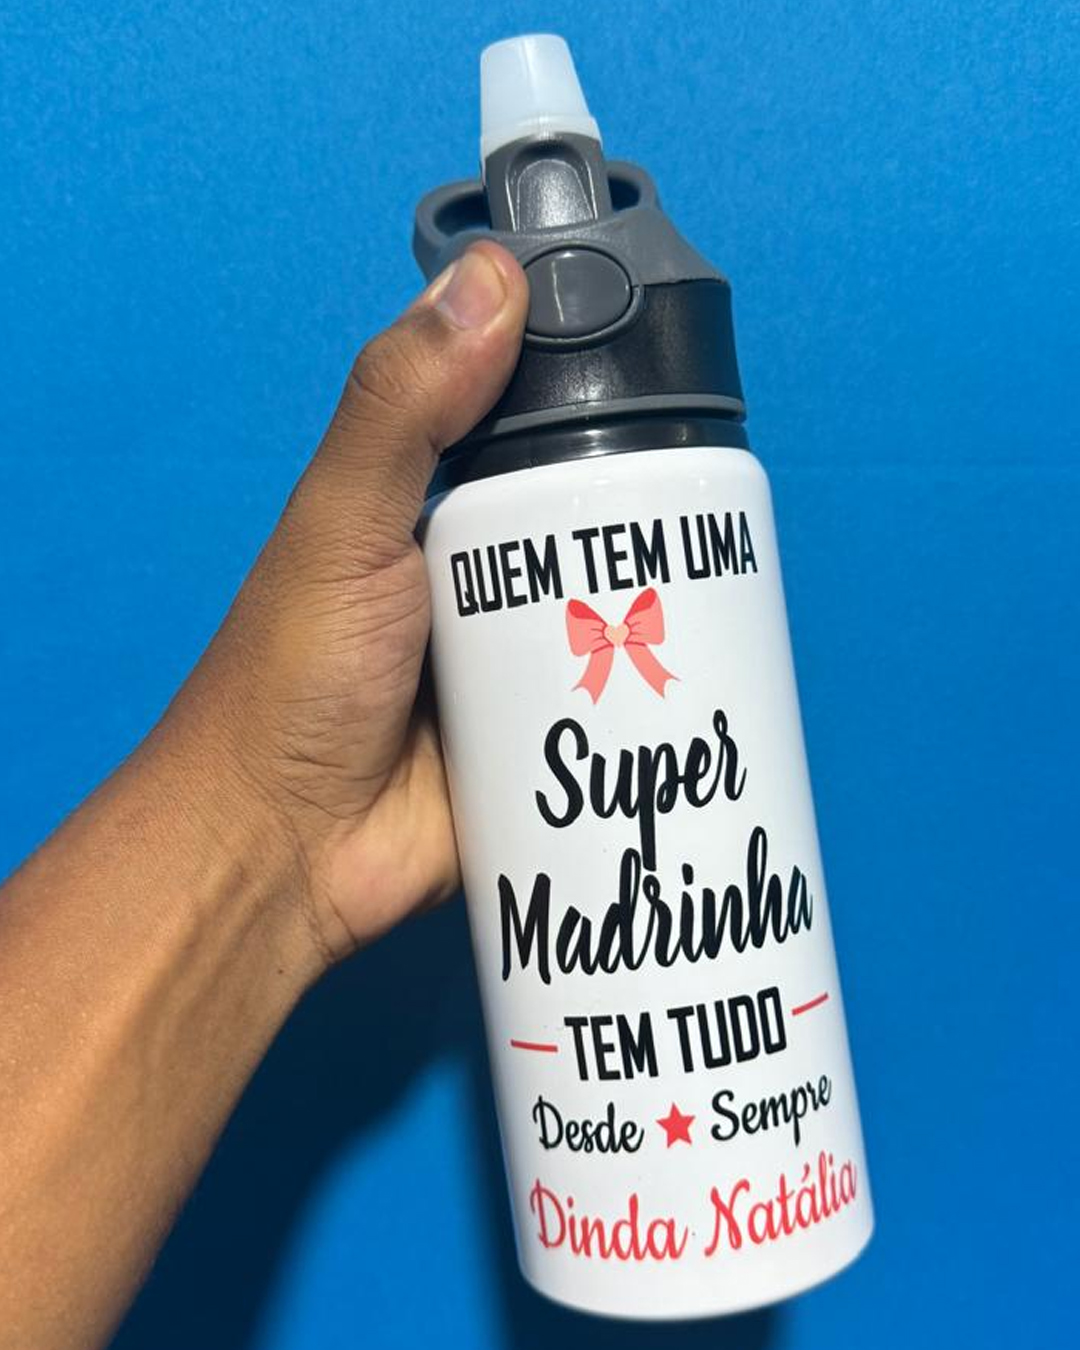 QUEM TEM UMA
Super
Madrinha
TEM TUDO
Desde Sempre
Dinda Natália